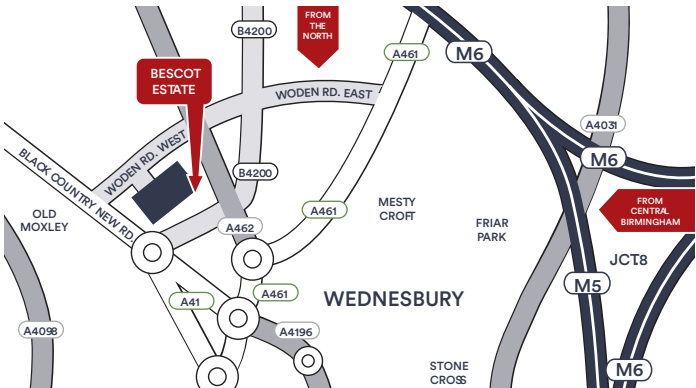 FROM
THE
NORTH
B4200
A461
M6
BESCOT
ESTATE
WODEN RD. EAST
A4031
WODEN RD. WEST
M6
BLACK COUNTRY NEW RD.
B4200
OLD
MOXLEY
A462
A461
MESTY
CROFT
FRIAR
PARK
FROM
CENTRAL
BIRMINGHAM
JCT8
A41
A461
WEDNESBURY
M5
A4098
A4196
STONE
CROSS
M6